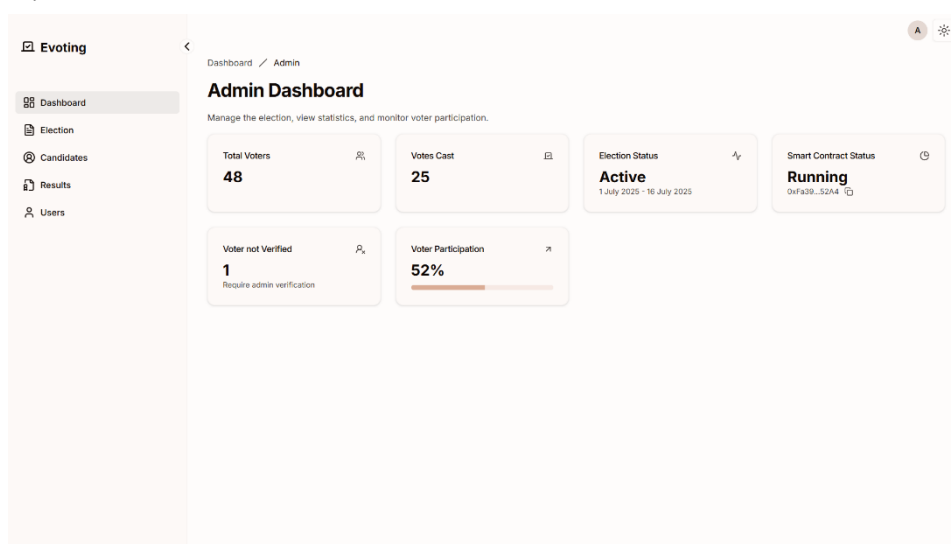 Evoting
Dashboard
Election
Candidates
Results
Users
A
Dashboard / Admin
Admin Dashboard
Manage the election, view statistics, and monitor voter participation.
Total Voters
48
Votes Cast
25
Election Status
Active
1 July 2025 - 16 July 2025
Smart Contract Status
Running
0xFa39...52A4
Voter not Verified
1
Require admin verification
Voter Participation
52%